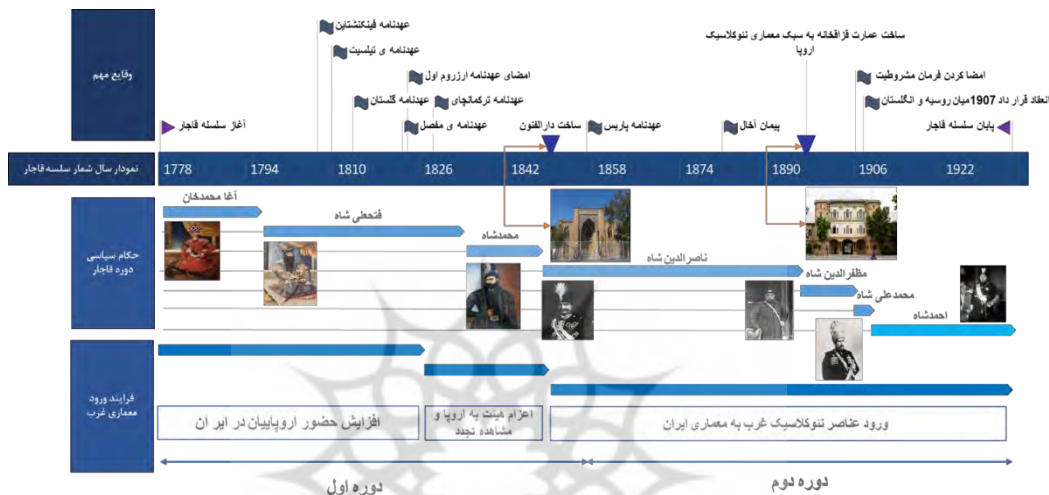 وقایع مهم
عهدنامه فینکنشتاین
عهدنامه ی تیلسیت
امضای عهدنامه ارزروم اول
عهدنامه گلستان
عهدنامه ترکمانچای
آغاز سلسله قاجار
عهدنامه ی مفصل
ساخت دارالفنون
عهدنامه پاریس
پیمان آخال
ساخت عمارت قزاقخانه به سبک معماری نئوکلاسیک
اروپا
امضا کردن فرمان مشروطیت
انعقاد قرار داد 1907میان روسیه و انگلستان
پایان سلسله قاجار
نمودار سال شمار سلسه قاجار
1778 1794 1810 1826 1842 1858 1874 1890 1906 1922
حکام سیاسی
دوره قاجار
آغا محمدخان
فتحعلی شاه
محمدشاه
ناصرالدین شاه
مظفرالدین شاه
محمدعلی شاه
احمدشاه
فرایند ورود
معماری غرب
افزایش حضور اروپاییان در ایران
اعزام هیئت به اروپا و
مشاهده تجدد
ورود عناصر نئوکلاسیک غرب به معماری ایران
دوره اول
دوره دوم